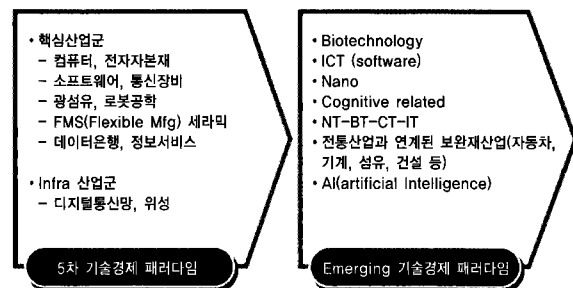 • 핵심산업군
– 컴퓨터, 전자자본재
– 소프트웨어, 통신장비
– 광섬유, 로봇공학
– FMS(Flexible Mfg) 세라믹
– 데이터은행, 정보서비스
• Infra 산업군
– 디지털통신망, 위성
5차 기술경제 패러다임
• Biotechnology
• ICT (software)
• Nano
• Cognitive related
• NT-BT-CT-IT
• 전통산업과 연계된 보완재산업(자동차,
기계, 섬유, 건설 등)
• AI(artificial Intelligence)
Emerging 기술경제 패러다임